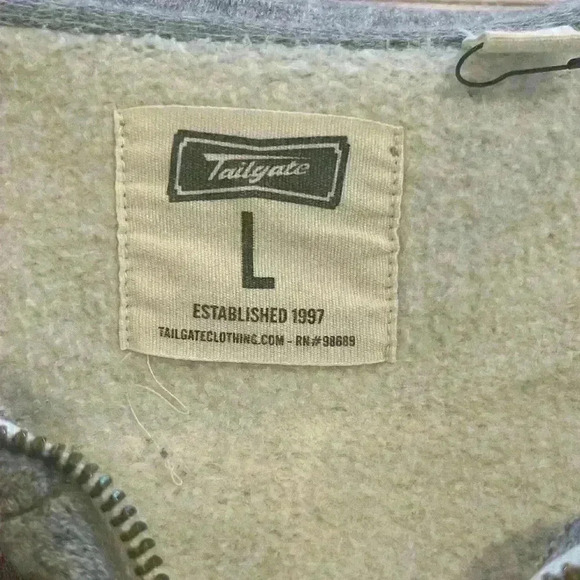 Tailgate
L
ESTABLISHED 1997
TAILGATECLOTHING.COM - RN#98689